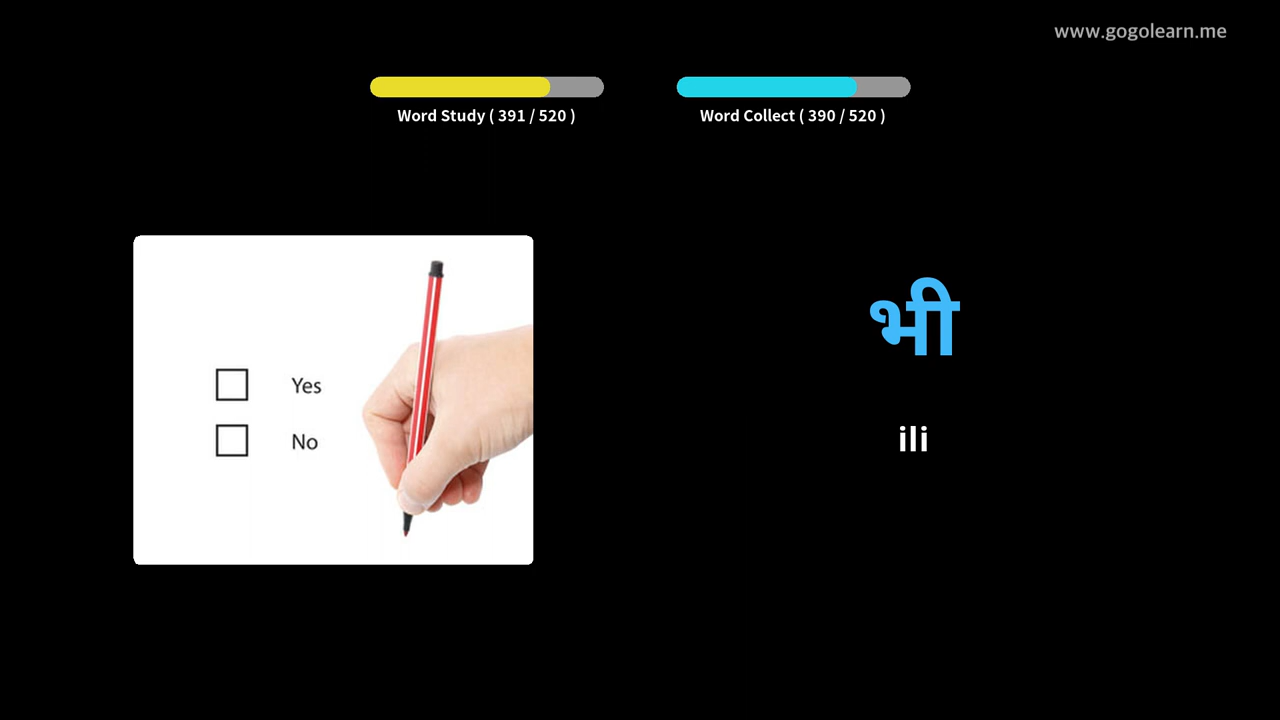 www.gogolearn.me
Word Study ( 391 / 520 )
Word Collect ( 390 / 520 )
Yes
No
भी
ili